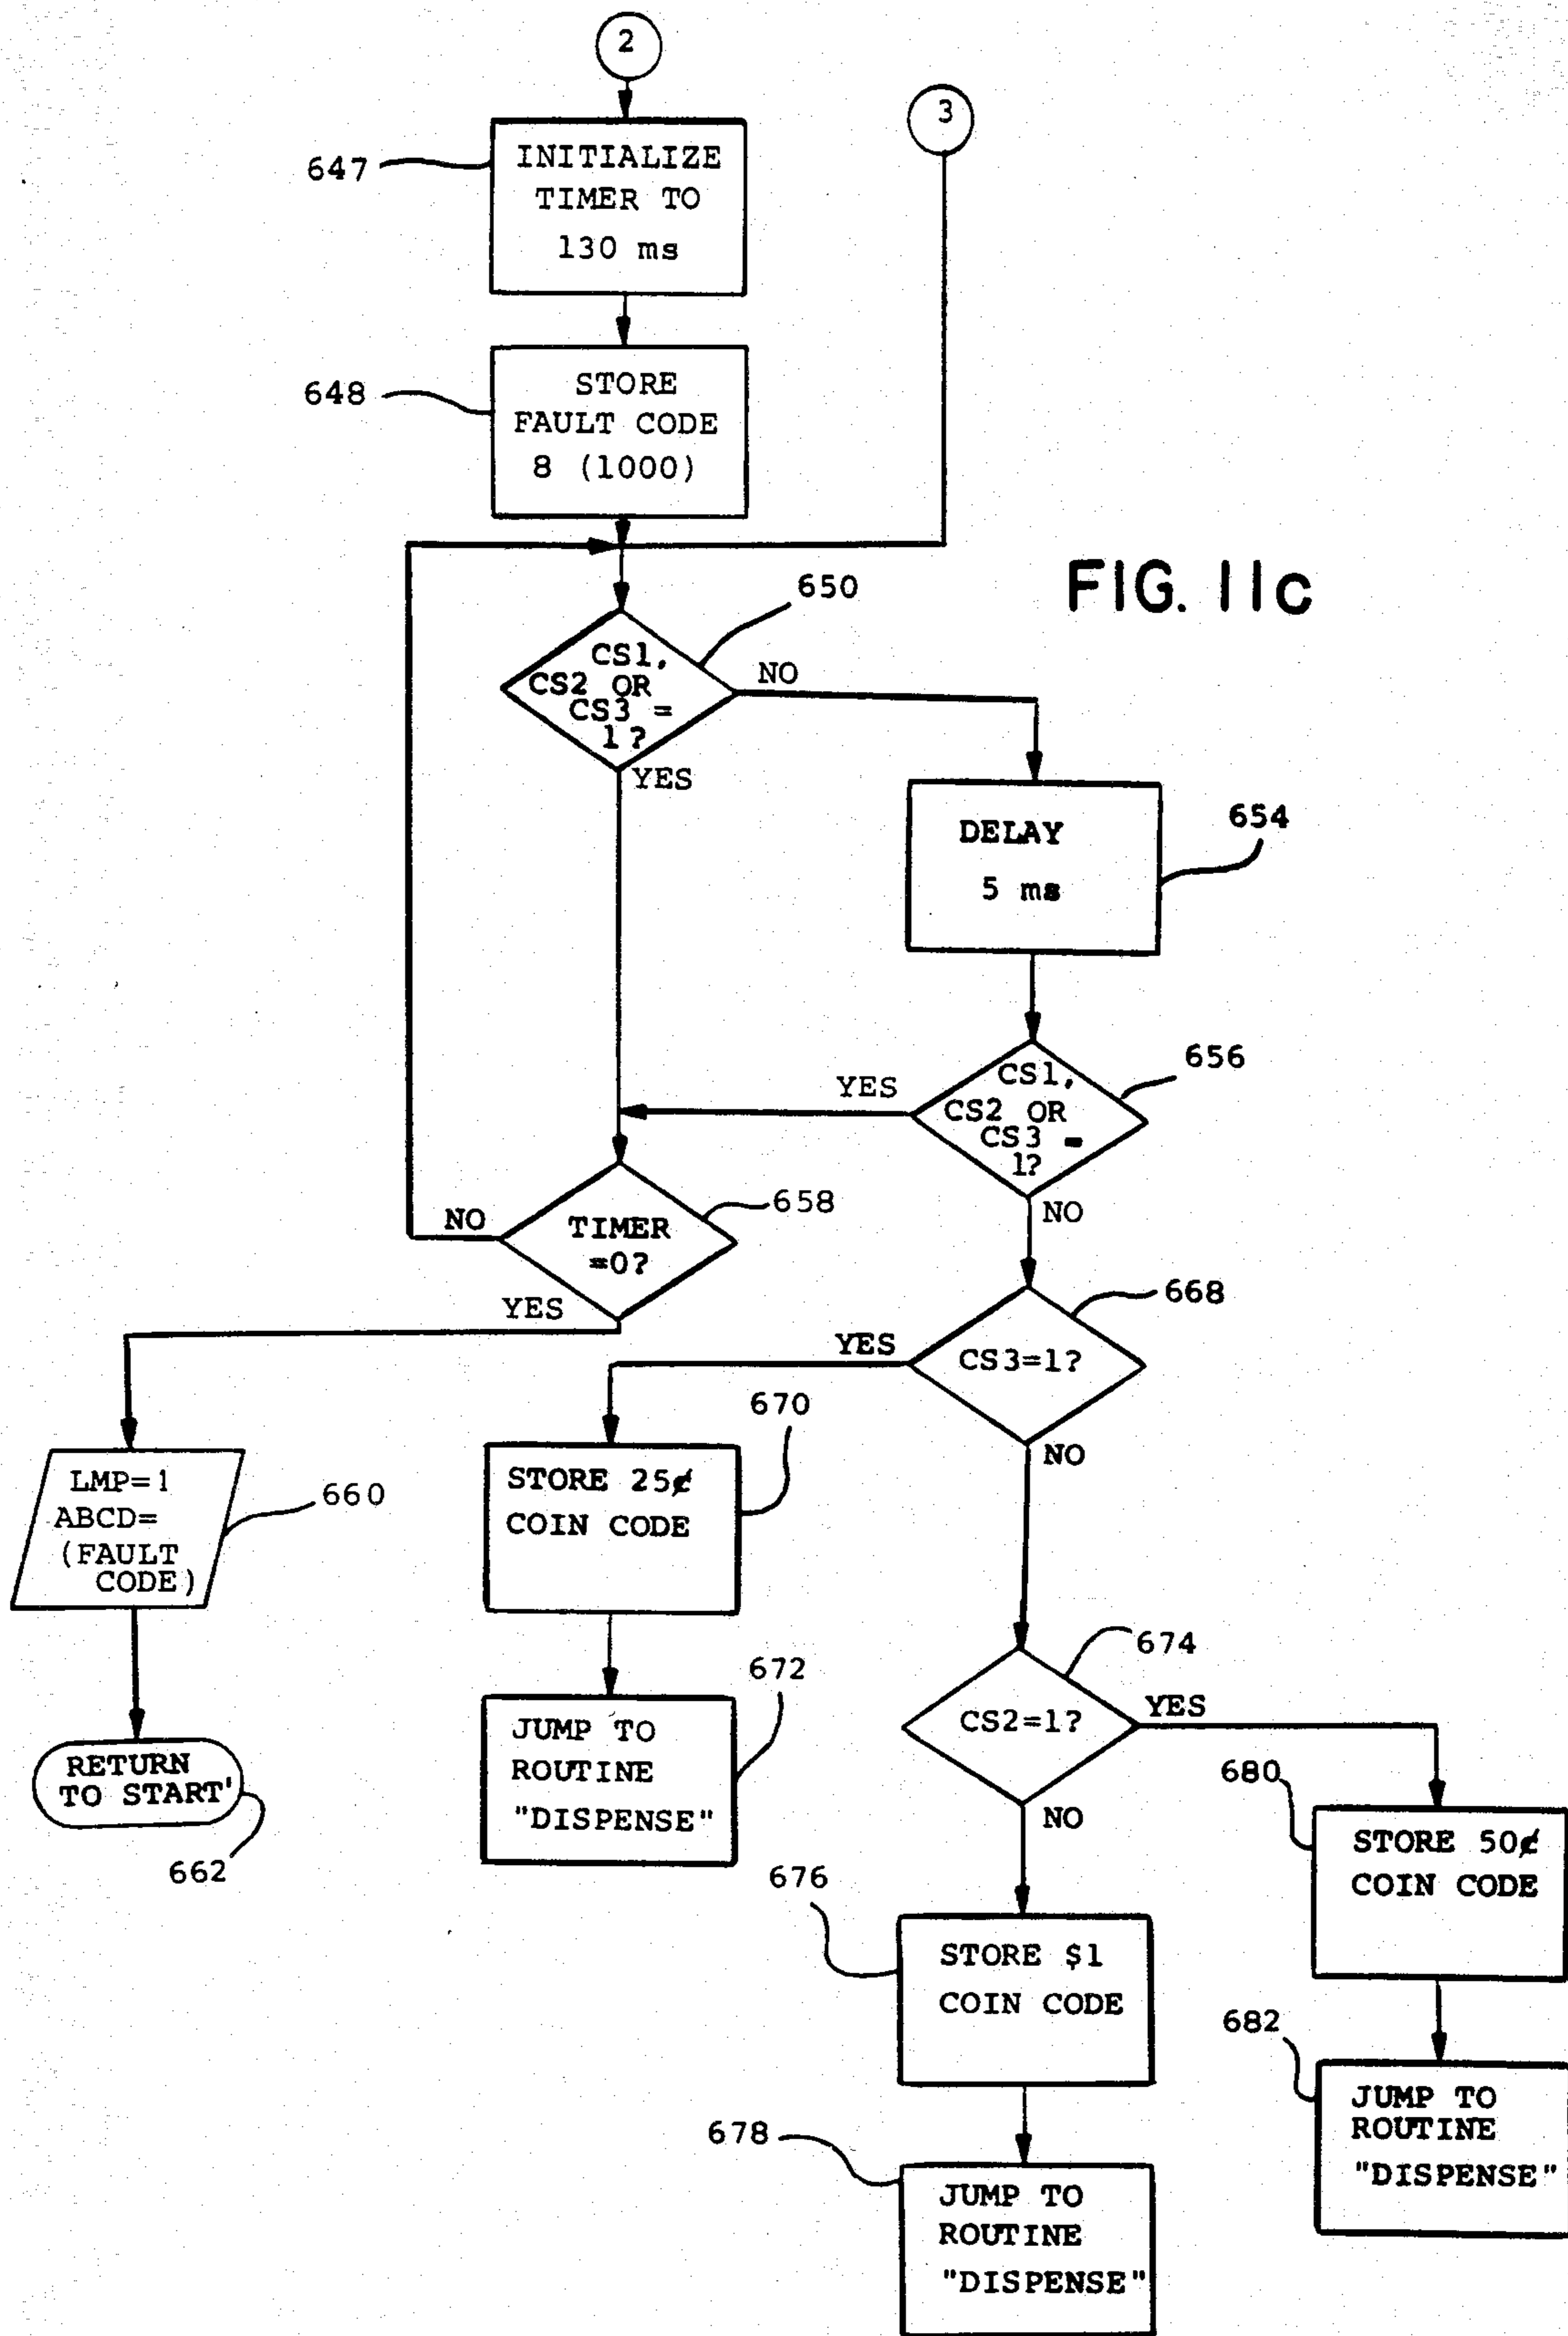 2
3
647
INITIALIZE
TIMER TO
130 ms
648
STORE
FAULT CODE
8 (1000)
FIG. 11c
650
CS1,
CS2 OR
CS3 =
1?
NO
YES
DELAY
5 ms
654
656
CS1,
CS2 OR
CS3 =
1?
YES
NO
658
TIMER
=0?
NO
YES
668
CS3=1?
YES
NO
660
LMP=1
ABCD=
(FAULT
CODE)
670
STORE 25¢
COIN CODE
RETURN
TO START'
662
672
JUMP TO
ROUTINE
"DISPENSE"
674
CS2=1?
YES
NO
680
STORE 50¢
COIN CODE
676
STORE $1
COIN CODE
682
JUMP TO
ROUTINE
"DISPENSE"
678
JUMP TO
ROUTINE
"DISPENSE"